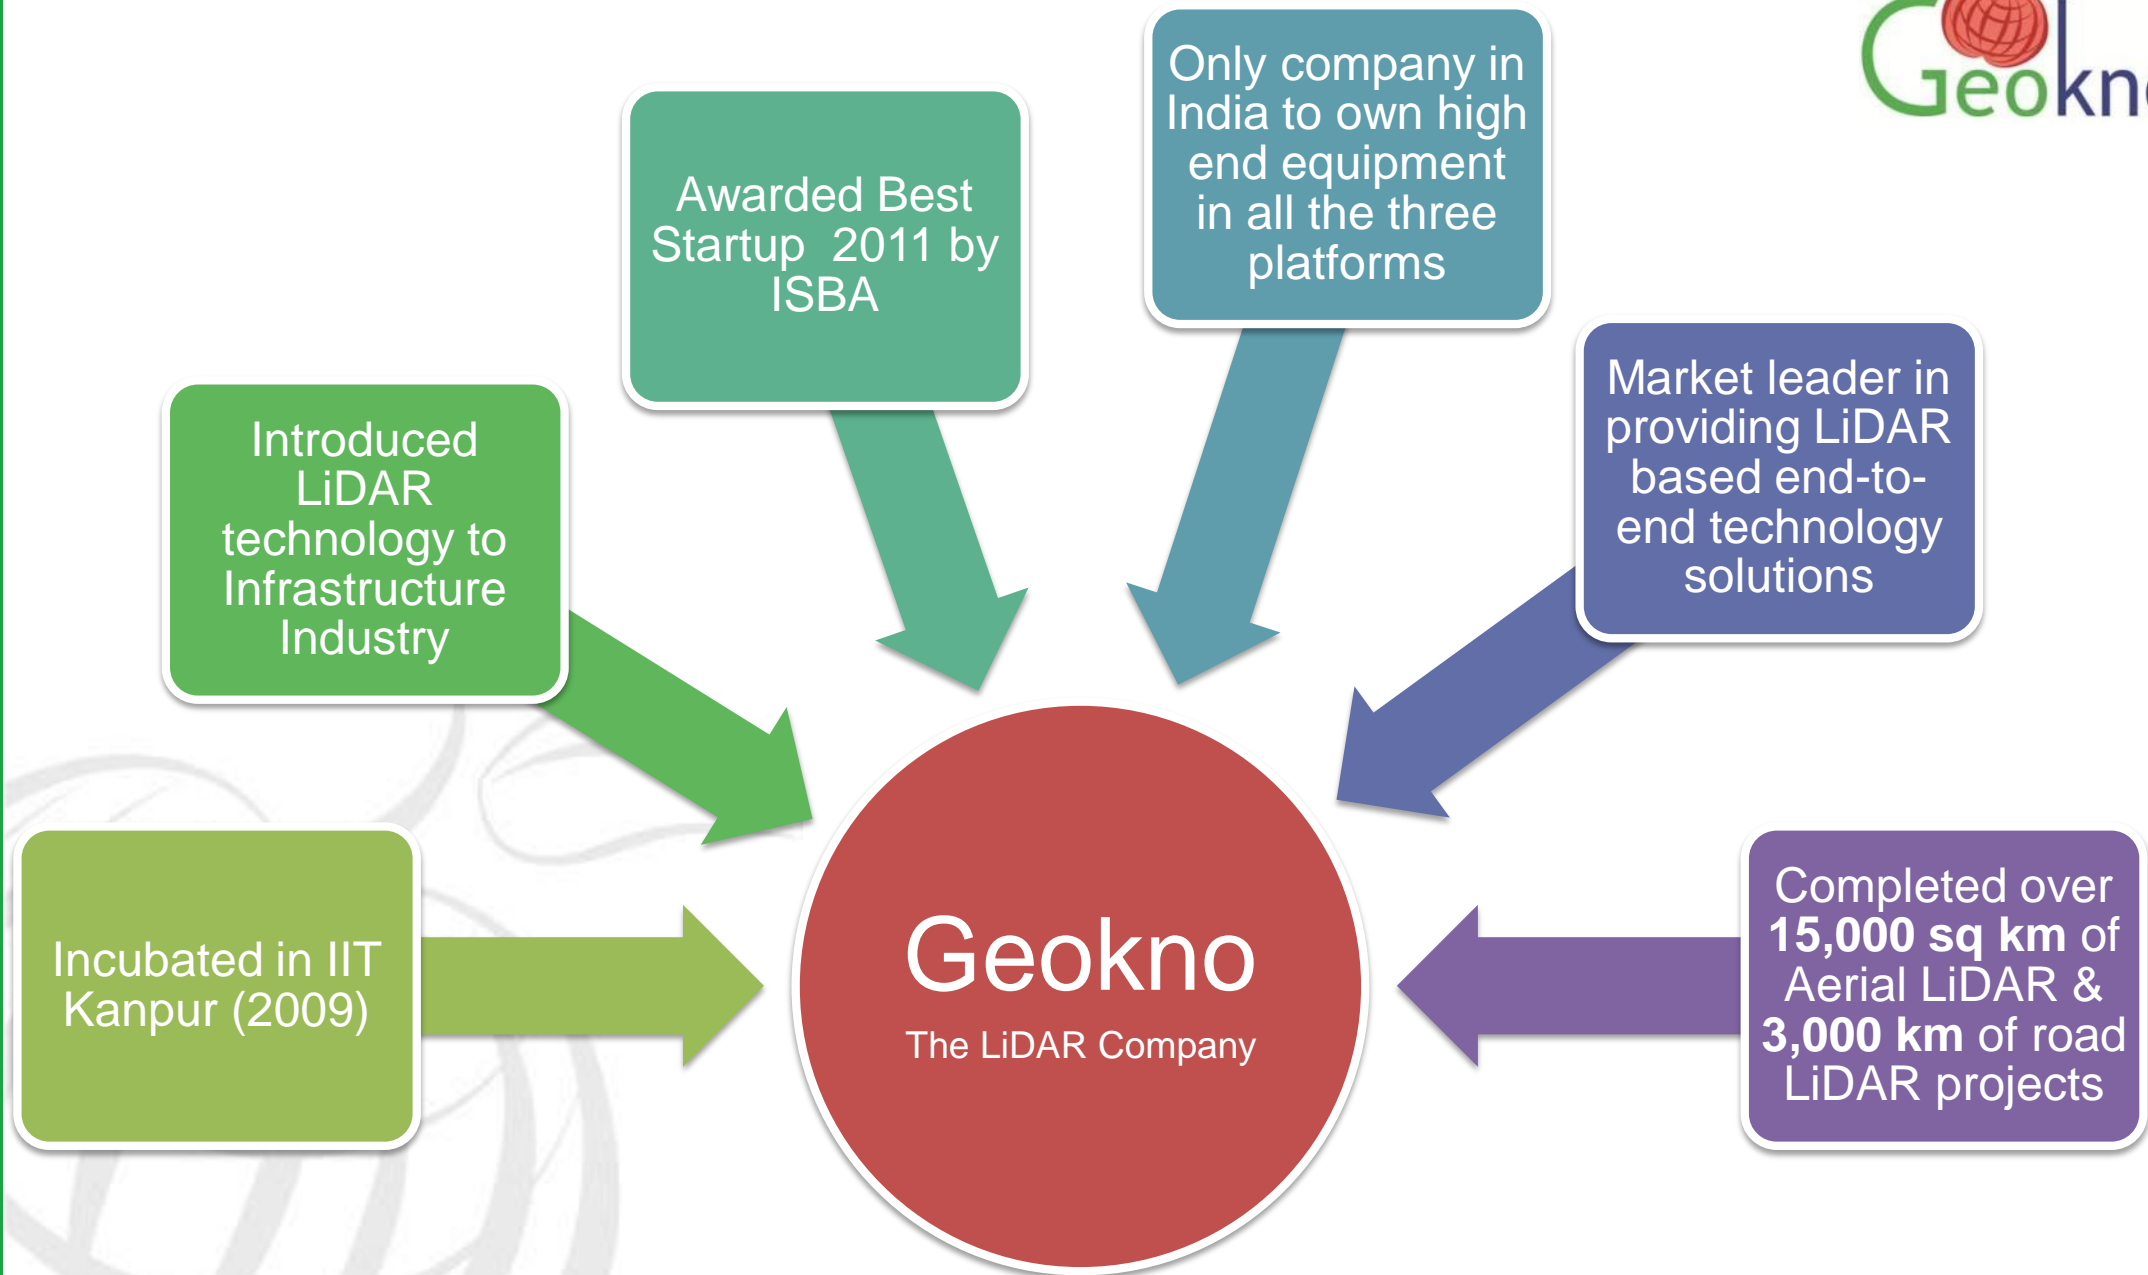 Geokn
Only company in
India to own high
end equipment
in all the three
platforms
Awarded Best
Startup  2011 by
ISBA
Market leader in
providing LiDAR
based end-to-
end technology
solutions
Introduced
LiDAR
technology to
Infrastructure
Industry
Incubated in IIT
Kanpur (2009)
Geokno
The LiDAR Company
Completed over
15,000 sq km of
Aerial LiDAR &
3,000 km of road
LiDAR projects